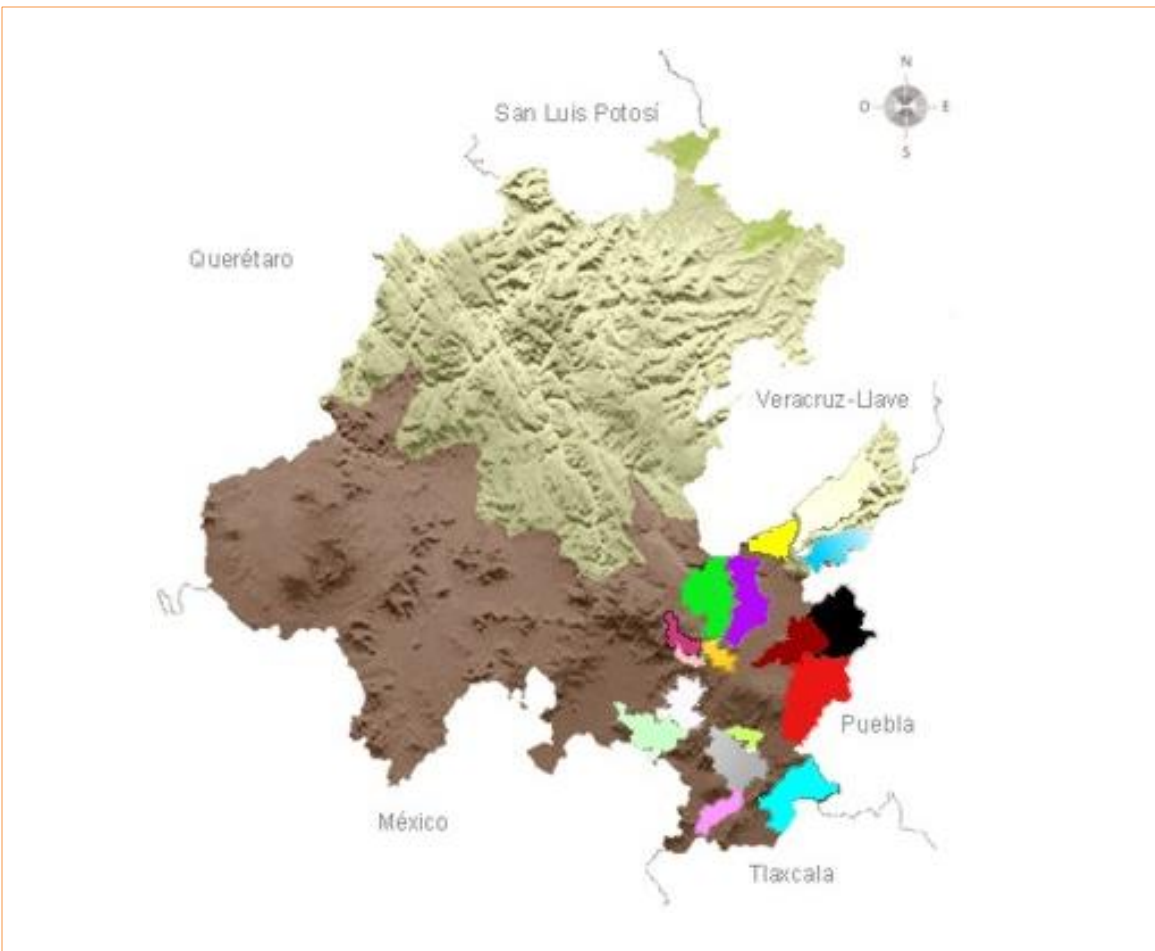 N
San Luis Potosí
O E
S
Querétaro
Veracruz-Llave
Puebla
México
Tlaxcala